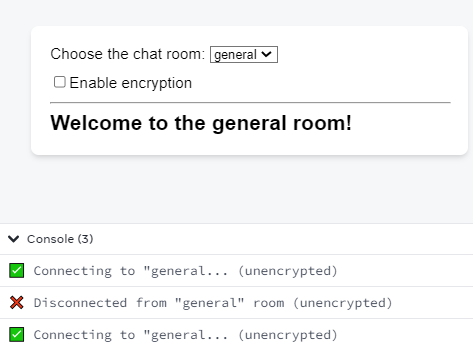 Choose the chat room: general
Enable encryption
Welcome to the general room!
Console (3)
Connecting to "general... (unencrypted)
Disconnected from "general" room (unencrypted)
Connecting to "general... (unencrypted)